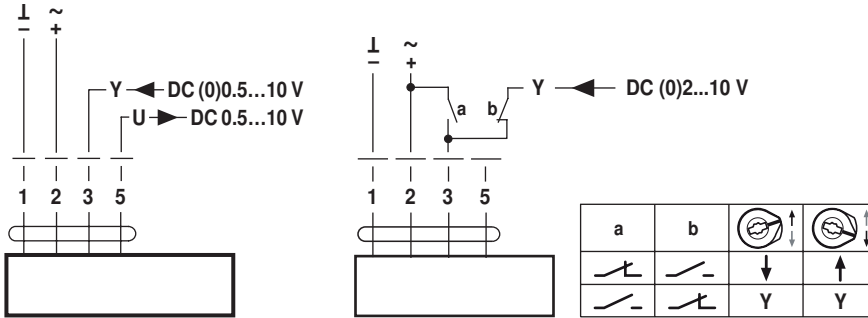 ⊥ ~
– +
Y DC (0)0.5...10 V
U DC 0.5...10 V
1 2 3 5
⊥ ~
– +
a b Y DC (0)2...10 V
1 2 3 5
a b
Y Y